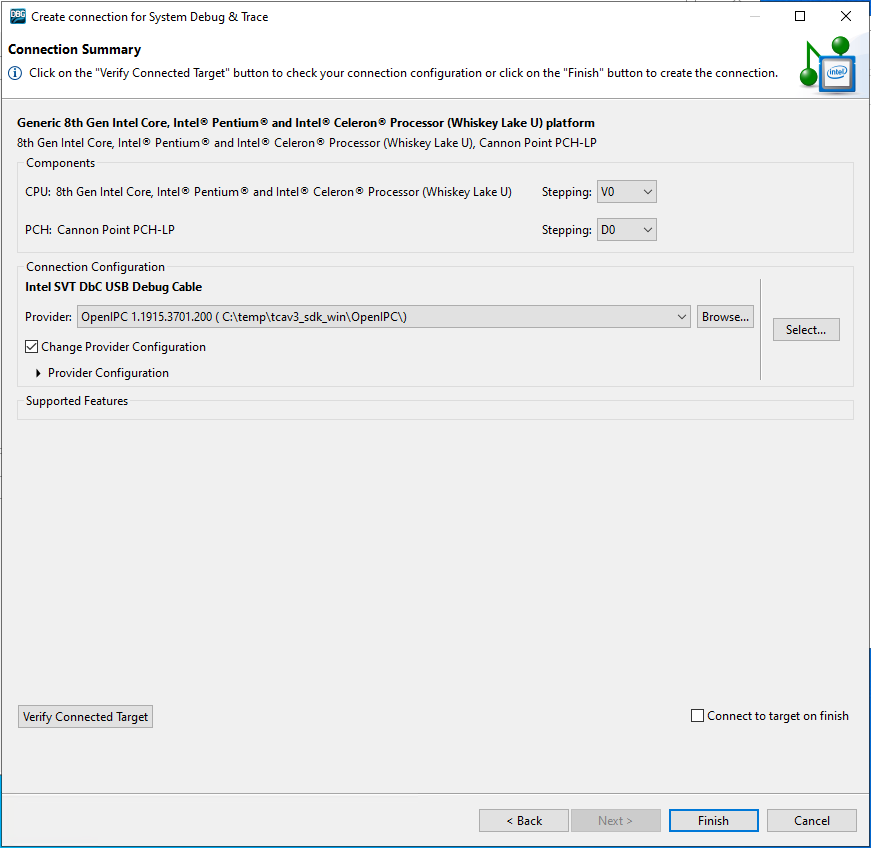 DBG Create connection for System Debug & Trace
Connection Summary
Click on the "Verify Connected Target" button to check your connection configuration or click on the "Finish" button to create the connection.
intel
Generic 8th Gen Intel Core, Intel® Pentium® and Intel® Celeron® Processor (Whiskey Lake U) platform
8th Gen Intel Core, Intel® Pentium® and Intel® Celeron® Processor (Whiskey Lake U), Cannon Point PCH-LP
Components
CPU: 8th Gen Intel Core, Intel® Pentium® and Intel® Celeron® Processor (Whiskey Lake U) Stepping: V0
PCH: Cannon Point PCH-LP Stepping: D0
Connection Configuration
Intel SVT DbC USB Debug Cable
Provider: OpenIPC 1.1915.3701.200 ( C:\temp\tcav3_sdk_win\OpenIPC\) Browse...
Select...
Change Provider Configuration
Provider Configuration
Supported Features
Verify Connected Target Connect to target on finish
< Back Next > Finish Cancel